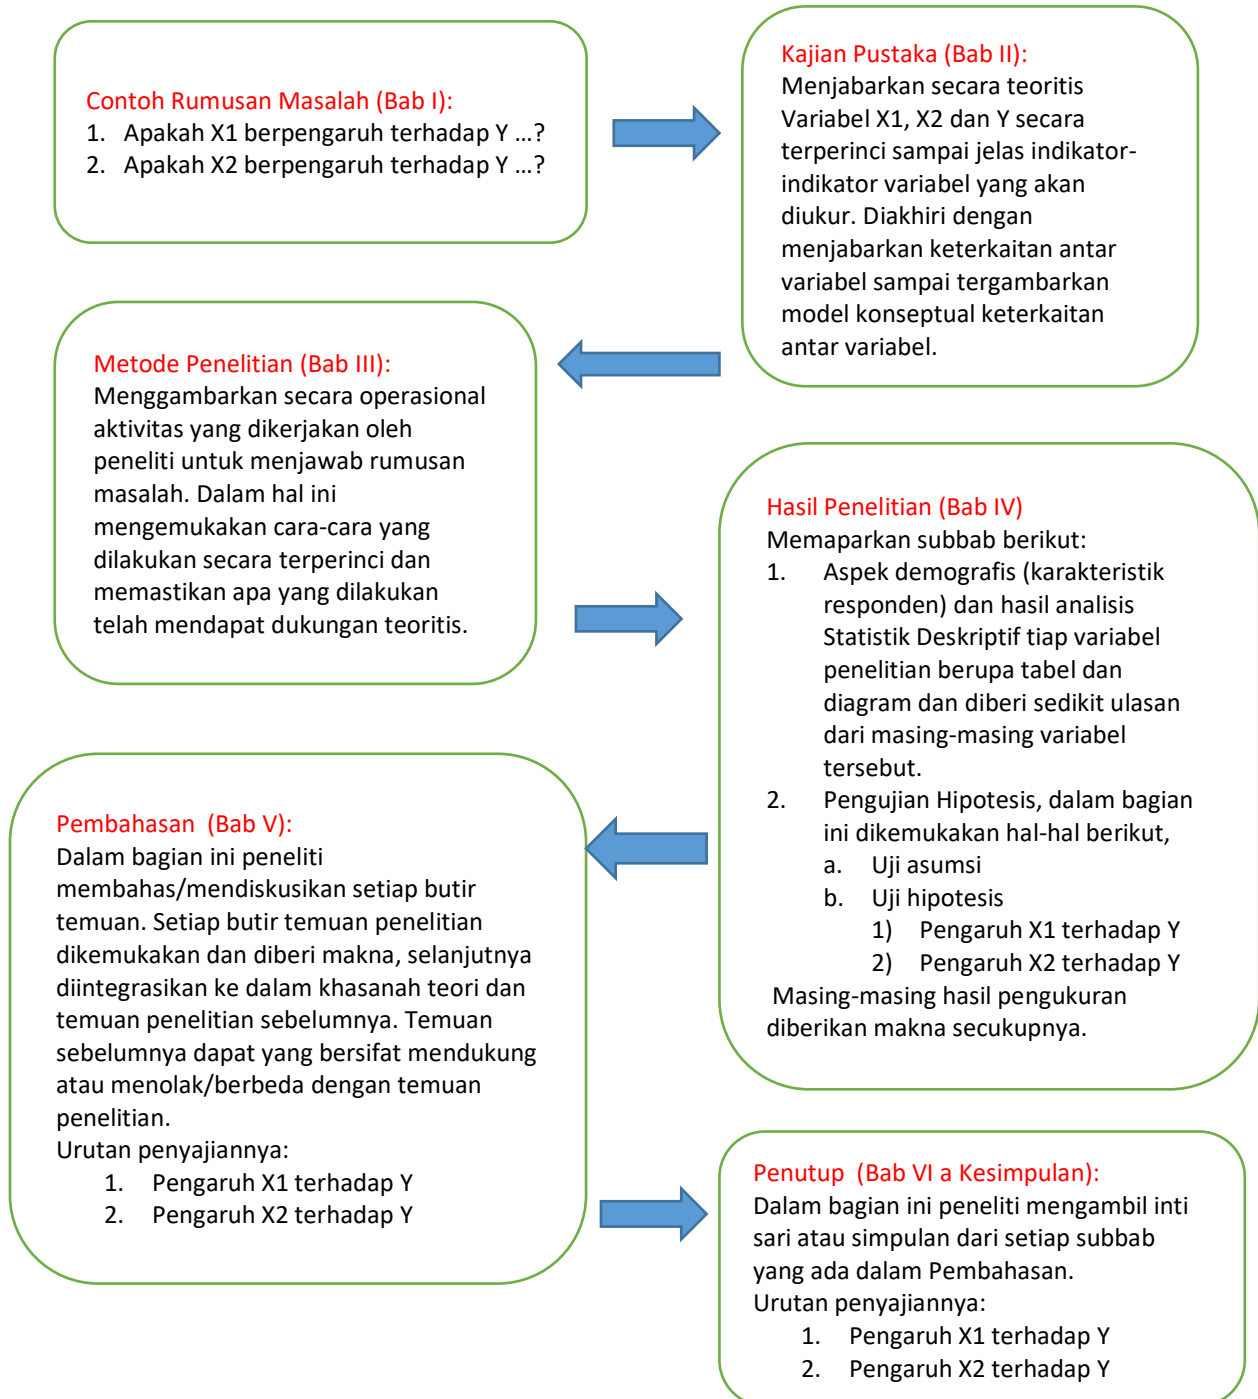 Contoh Rumusan Masalah (Bab I):
1. Apakah X1 berpengaruh terhadap Y ...?
2. Apakah X2 berpengaruh terhadap Y ...?
Kajian Pustaka (Bab II):
Menjabarkan secara teoritis
Variabel X1, X2 dan Y secara
terperinci sampai jelas indikator-
indikator variabel yang akan
diukur. Diakhiri dengan
menjabarkan keterkaitan antar
variabel sampai tergambarkan
model konseptual keterkaitan
antar variabel.
Metode Penelitian (Bab III):
Menggambarkan secara operasional
aktivitas yang dikerjakan oleh
peneliti untuk menjawab rumusan
masalah. Dalam hal ini
mengemukakan cara-cara yang
dilakukan secara terperinci dan
memastikan apa yang dilakukan
telah mendapat dukungan teoritis.
Hasil Penelitian (Bab IV)
Memaparkan subbab berikut:
1. Aspek demografis (karakteristik
responden) dan hasil analisis
Statistik Deskriptif tiap variabel
penelitian berupa tabel dan
diagram dan diberi sedikit ulasan
dari masing-masing variabel
tersebut.
2. Pengujian Hipotesis, dalam bagian
ini dikemukakan hal-hal berikut,
a. Uji asumsi
b. Uji hipotesis
1) Pengaruh X1 terhadap Y
2) Pengaruh X2 terhadap Y
Masing-masing hasil pengukuran
diberikan makna secukupnya.
Pembahasan (Bab V):
Dalam bagian ini peneliti
membahas/mendiskusikan setiap butir
temuan. Setiap butir temuan penelitian
dikemukakan dan diberi makna, selanjutnya
diintegrasikan ke dalam khasanah teori dan
temuan penelitian sebelumnya. Temuan
sebelumnya dapat yang bersifat mendukung
atau menolak/berbeda dengan temuan
penelitian.
Urutan penyajiannya:
1. Pengaruh X1 terhadap Y
2. Pengaruh X2 terhadap Y
Penutup (Bab VI a Kesimpulan):
Dalam bagian ini peneliti mengambil inti
sari atau simpulan dari setiap subbab
yang ada dalam Pembahasan.
Urutan penyajiannya:
1. Pengaruh X1 terhadap Y
2. Pengaruh X2 terhadap Y